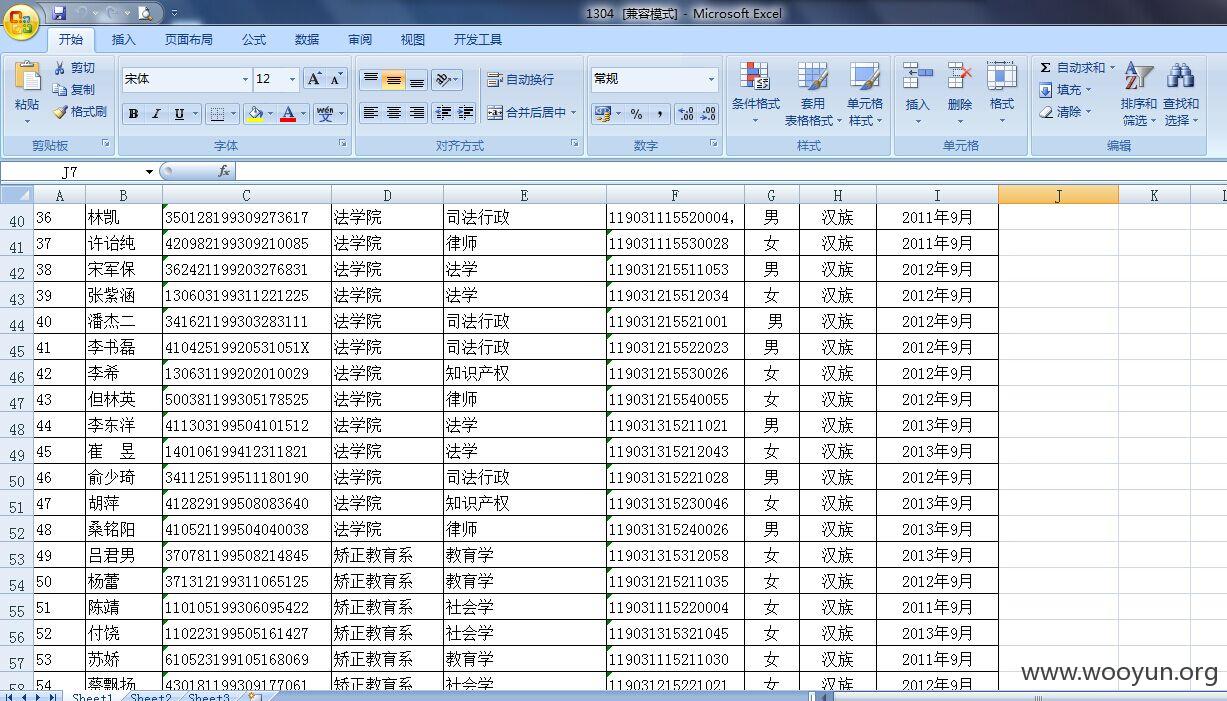 1304 [兼容模式] - Microsoft Excel
开始 插入 页面布局 公式 数据 审阅 视图 开发工具
粘贴 剪切 复制 格式刷 剪贴板
宋体 12 B I U A 字体
自动换行 合并后居中 对齐方式
常规 % , 数字
条件格式 套用表格格式 单元格样式 样式
插入 删除 格式 单元格
Σ 自动求和 填充 清除 排序和筛选 查找和选择 编辑
J7 fx
A B C D E F G H I J K L
40 36 林凯 350128199309273617 法学院 司法行政 119031115520004, 男 汉族 2011年9月
41 37 许诒纯 420982199309210085 法学院 律师 119031115530028 女 汉族 2011年9月
42 38 宋军保 362421199203276831 法学院 法学 119031215511053 男 汉族 2012年9月
43 39 张紫涵 130603199311221225 法学院 法学 119031215512034 女 汉族 2012年9月
44 40 潘杰二 341621199303283111 法学院 司法行政 119031215521001 男 汉族 2012年9月
45 41 李书磊 41042519920531051X 法学院 司法行政 119031215522023 男 汉族 2012年9月
46 42 李希 130631199202010029 法学院 知识产权 119031215530026 女 汉族 2012年9月
47 43 但林英 500381199305178525 法学院 律师 119031215540055 女 汉族 2012年9月
48 44 李东洋 411303199504101512 法学院 法学 119031315211021 男 汉族 2013年9月
49 45 崔 昱 140106199412311821 法学院 法学 119031315212043 女 汉族 2013年9月
50 46 俞少琦 341125199511180190 法学院 司法行政 119031315221028 男 汉族 2012年9月
51 47 胡萍 412829199508083640 法学院 知识产权 119031315230046 女 汉族 2013年9月
52 48 桑铭阳 410521199504040038 法学院 律师 119031315240026 男 汉族 2013年9月
53 49 吕君男 370781199508214845 矫正教育系 教育学 119031315312058 女 汉族 2013年9月
54 50 杨蕾 371312199311065125 矫正教育系 教育学 119031215211035 女 汉族 2012年9月
55 51 陈靖 110105199306095422 矫正教育系 社会学 119031115220004 女 汉族 2011年9月
56 52 付饶 110223199505161427 矫正教育系 社会学 119031315321045 女 汉族 2013年9月
57 53 苏娇 610523199105168069 矫正教育系 教育学 119031115211030 女 汉族 2011年9月
58 54 蔡飘扬 430181199309177061 矫正教育系 社会学 119031215221021 女 汉族 2012年9月
Sheet1 Sheet2 Sheet3
www.wooyun.org